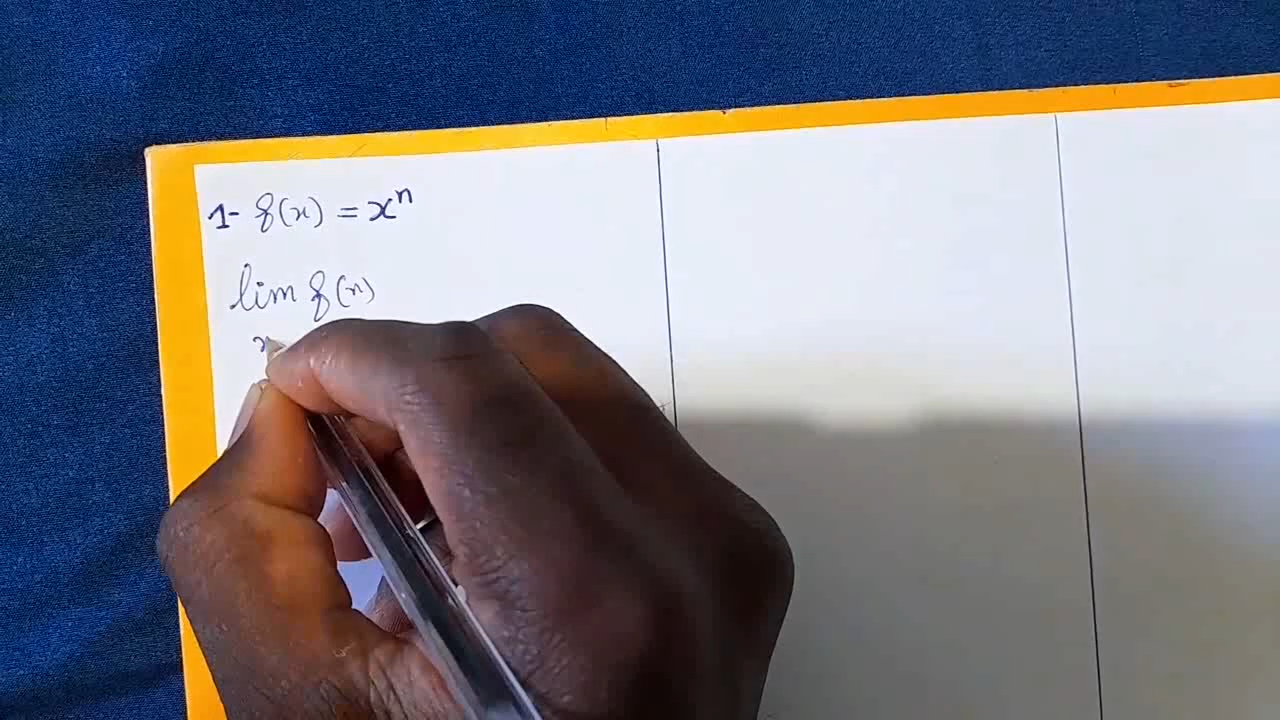 1- f(x) = xⁿ
lim f(x)
x